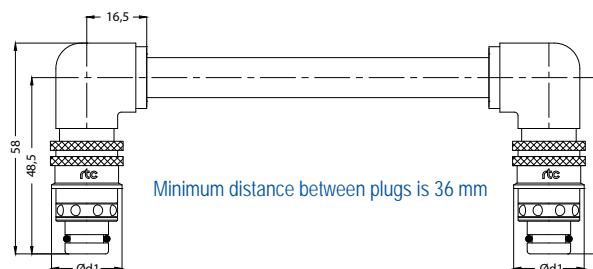 16,5
58
48,5
rtc
rtc
Minimum distance between plugs is 36 mm
Ød1
Ød1